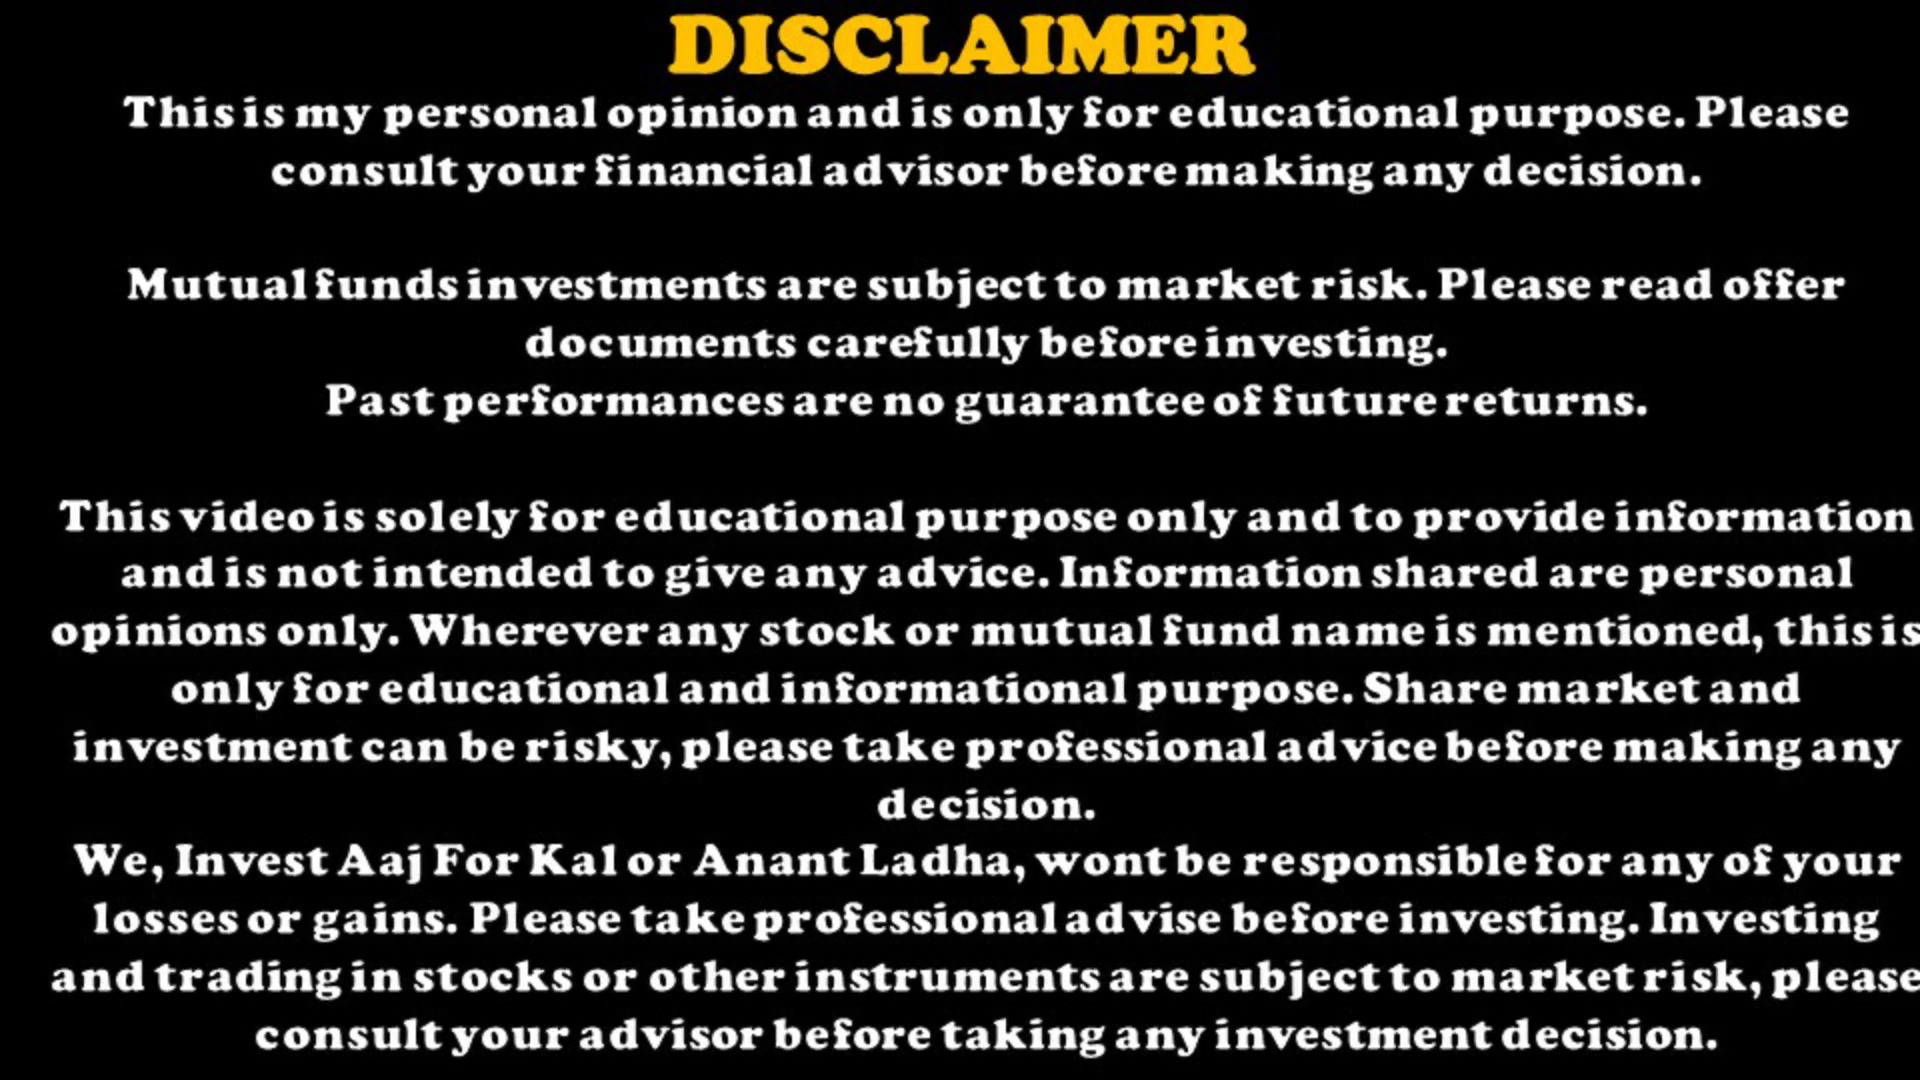 DISCLAIMER
This is my personal opinion and is only for educational purpose. Please
consult your financial advisor before making any decision.
Mutual funds investments are subject to market risk. Please read offer
documents carefully before investing.
Past performances are no guarantee of future returns.
This video is solely for educational purpose only and to provide information
and is not intended to give any advice. Information shared are personal
opinions only. Wherever any stock or mutual fund name is mentioned, this is
only for educational and informational purpose. Share market and
investment can be risky, please take professional advice before making any
decision.
We, Invest Aaj For Kal or Anant Ladha, wont be responsible for any of your
losses or gains. Please take professional advise before investing. Investing
and trading in stocks or other instruments are subject to market risk, please
consult your advisor before taking any investment decision.